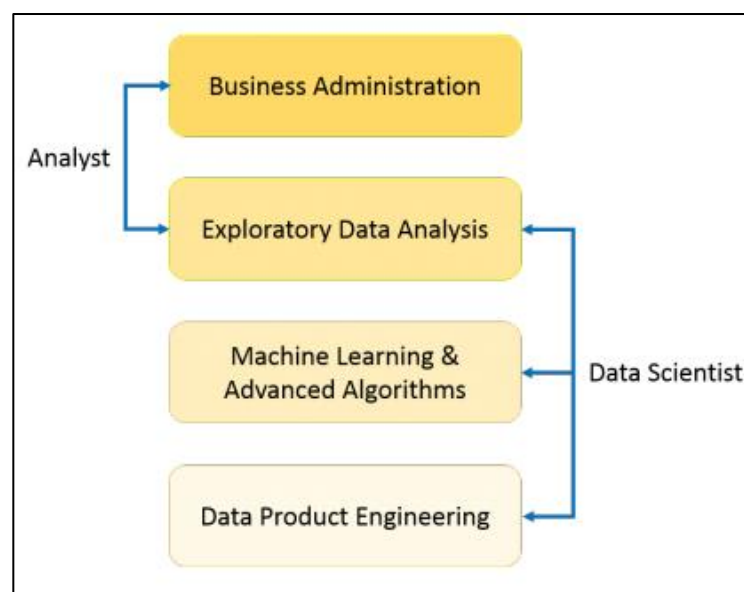 Business Administration
Analyst
Exploratory Data Analysis
Machine Learning &
Advanced Algorithms
Data Scientist
Data Product Engineering